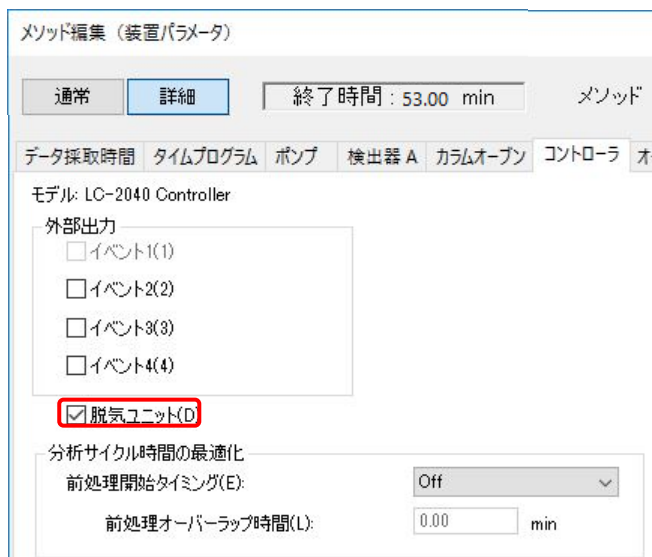 メソッド編集（装置パラメータ）
通常 詳細 終了時間：53.00 min メソッド
データ採取時間 タイムプログラム ポンプ 検出器 A カラムオーブン コントローラ オ
モデル: LC-2040 Controller
外部出力
イベント1(1)
イベント2(2)
イベント3(3)
イベント4(4)
脱気ユニット(D)
分析サイクル時間の最適化
前処理開始タイミング(E): Off
前処理オーバーラップ時間(L): 0.00 min